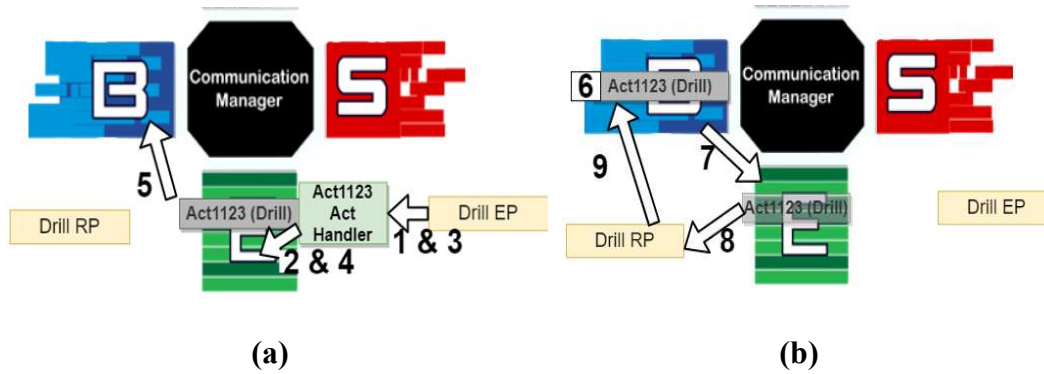 B
Communication
Manager
S
5
Drill RP
Act1123 (Drill)
Act1123
Act
Handler
Drill EP
1 & 3
E
2 & 4
(a)
6
Act1123 (Drill)
B
Communication
Manager
S
9
7
Act1123 (Drill)
E
Drill EP
Drill RP
8
(b)